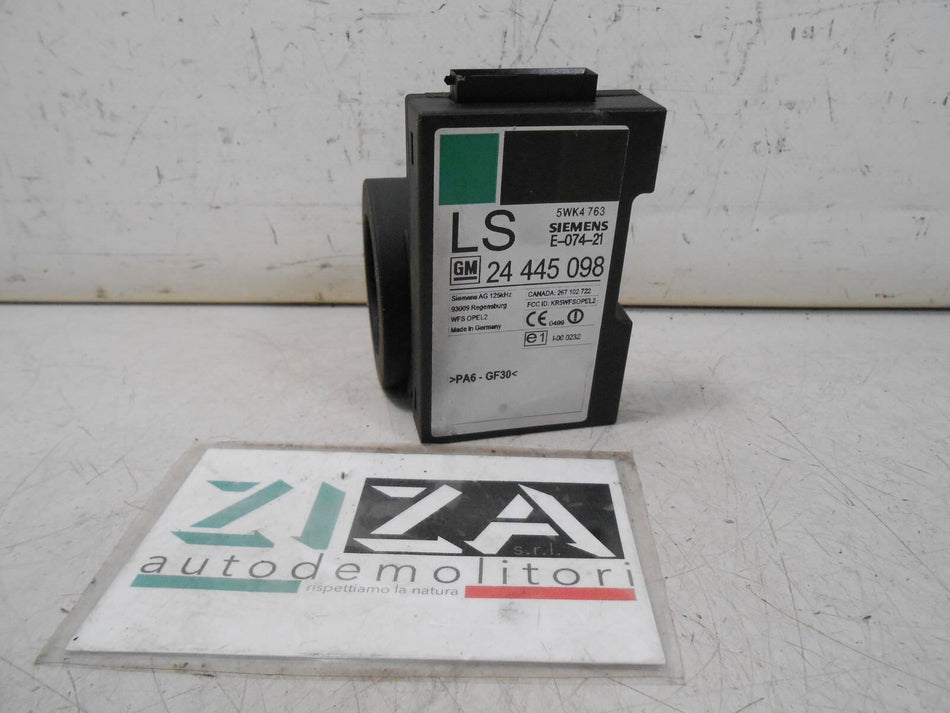 LS
5WK4 763
SIEMENS
E-074-21
GM 24 445 098
Siemens AG 125kHz
93009 Regensburg
WFS OPEL2
Made in Germany
CANADA: 267 102 722
FCC ID: KR5WFSOPEL2
CE 0499
e1 I-00 0232
>PA6 - GF30<
ZIZA
s.r.l.
autodemolitori
rispettiamo la natura